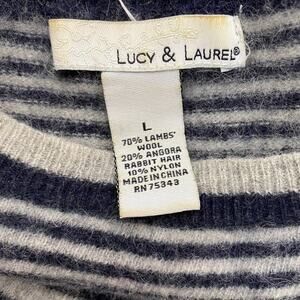 LUCY & LAUREL®
L
70% LAMBS'
WOOL
20% ANGORA
RABBIT HAIR
10% NYLON
MADE IN CHINA
RN 75343